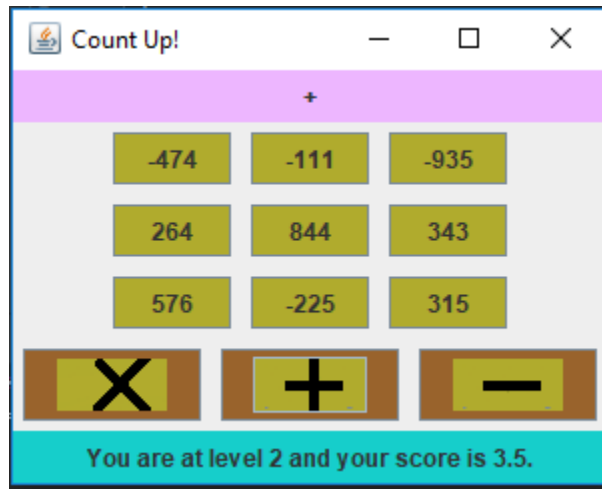 Count Up!
+
-474 -111 -935
264 844 343
576 -225 315
× + −
You are at level 2 and your score is 3.5.